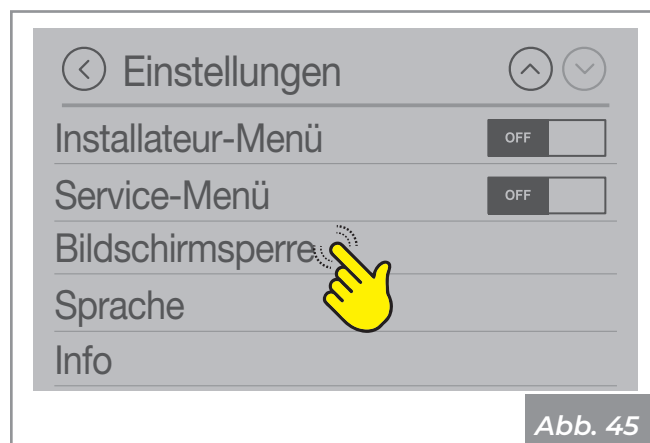 Einstellungen
Installateur-Menü OFF
Service-Menü OFF
Bildschirmsperre
Sprache
Info
Abb. 45